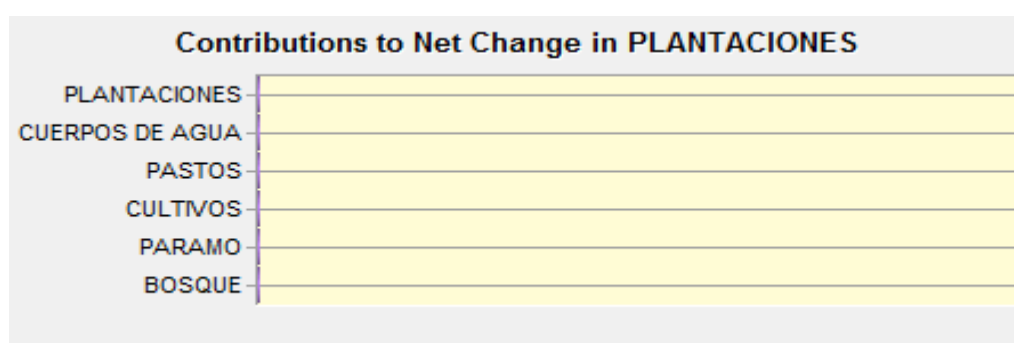 Contributions to Net Change in PLANTACIONES
PLANTACIONES
CUERPOS DE AGUA
PASTOS
CULTIVOS
PARAMO
BOSQUE